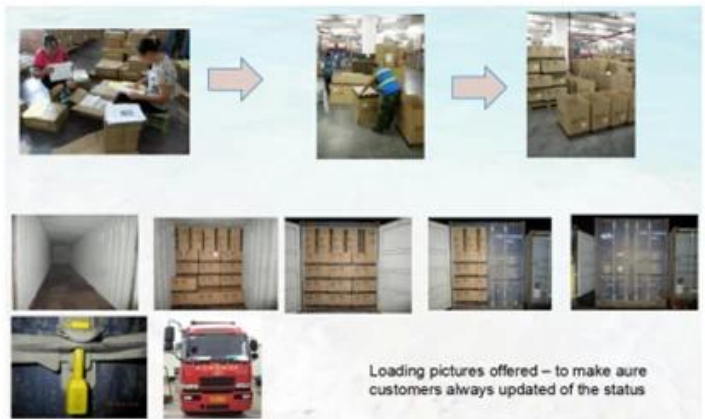 Loading pictures offered – to make aure
customers always updated of the status